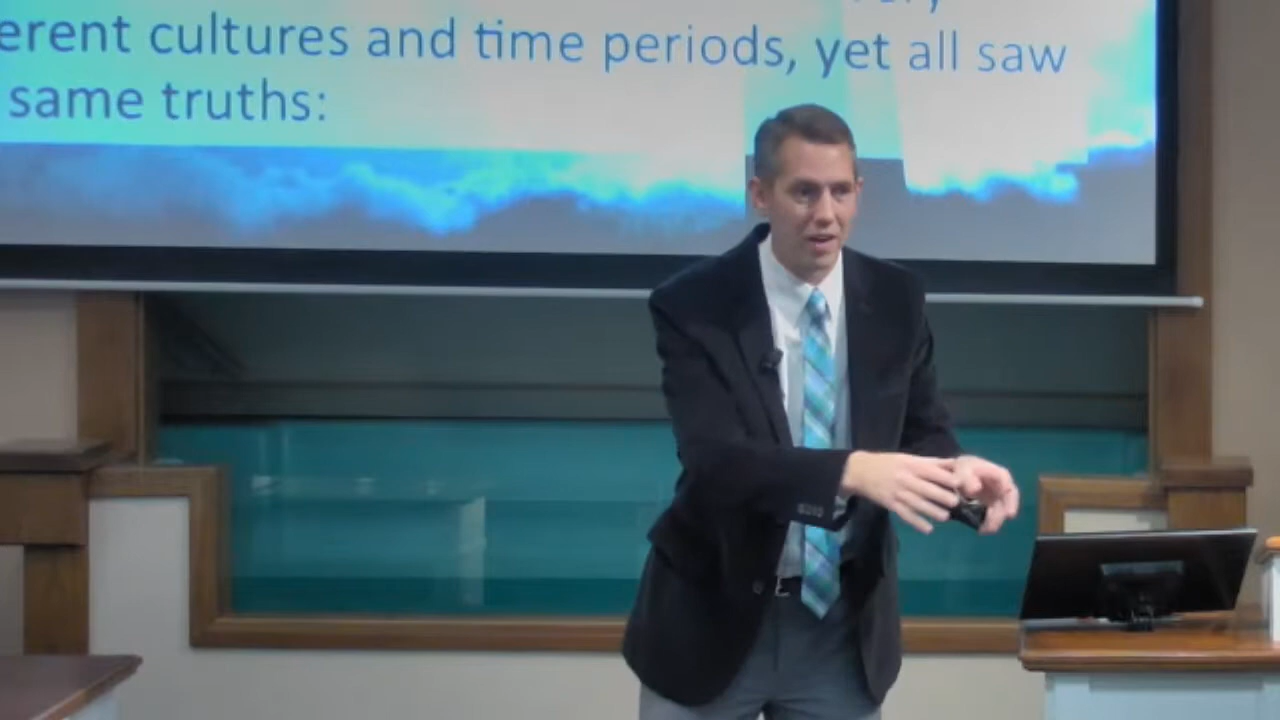 erent cultures and time periods, yet all saw
same truths: